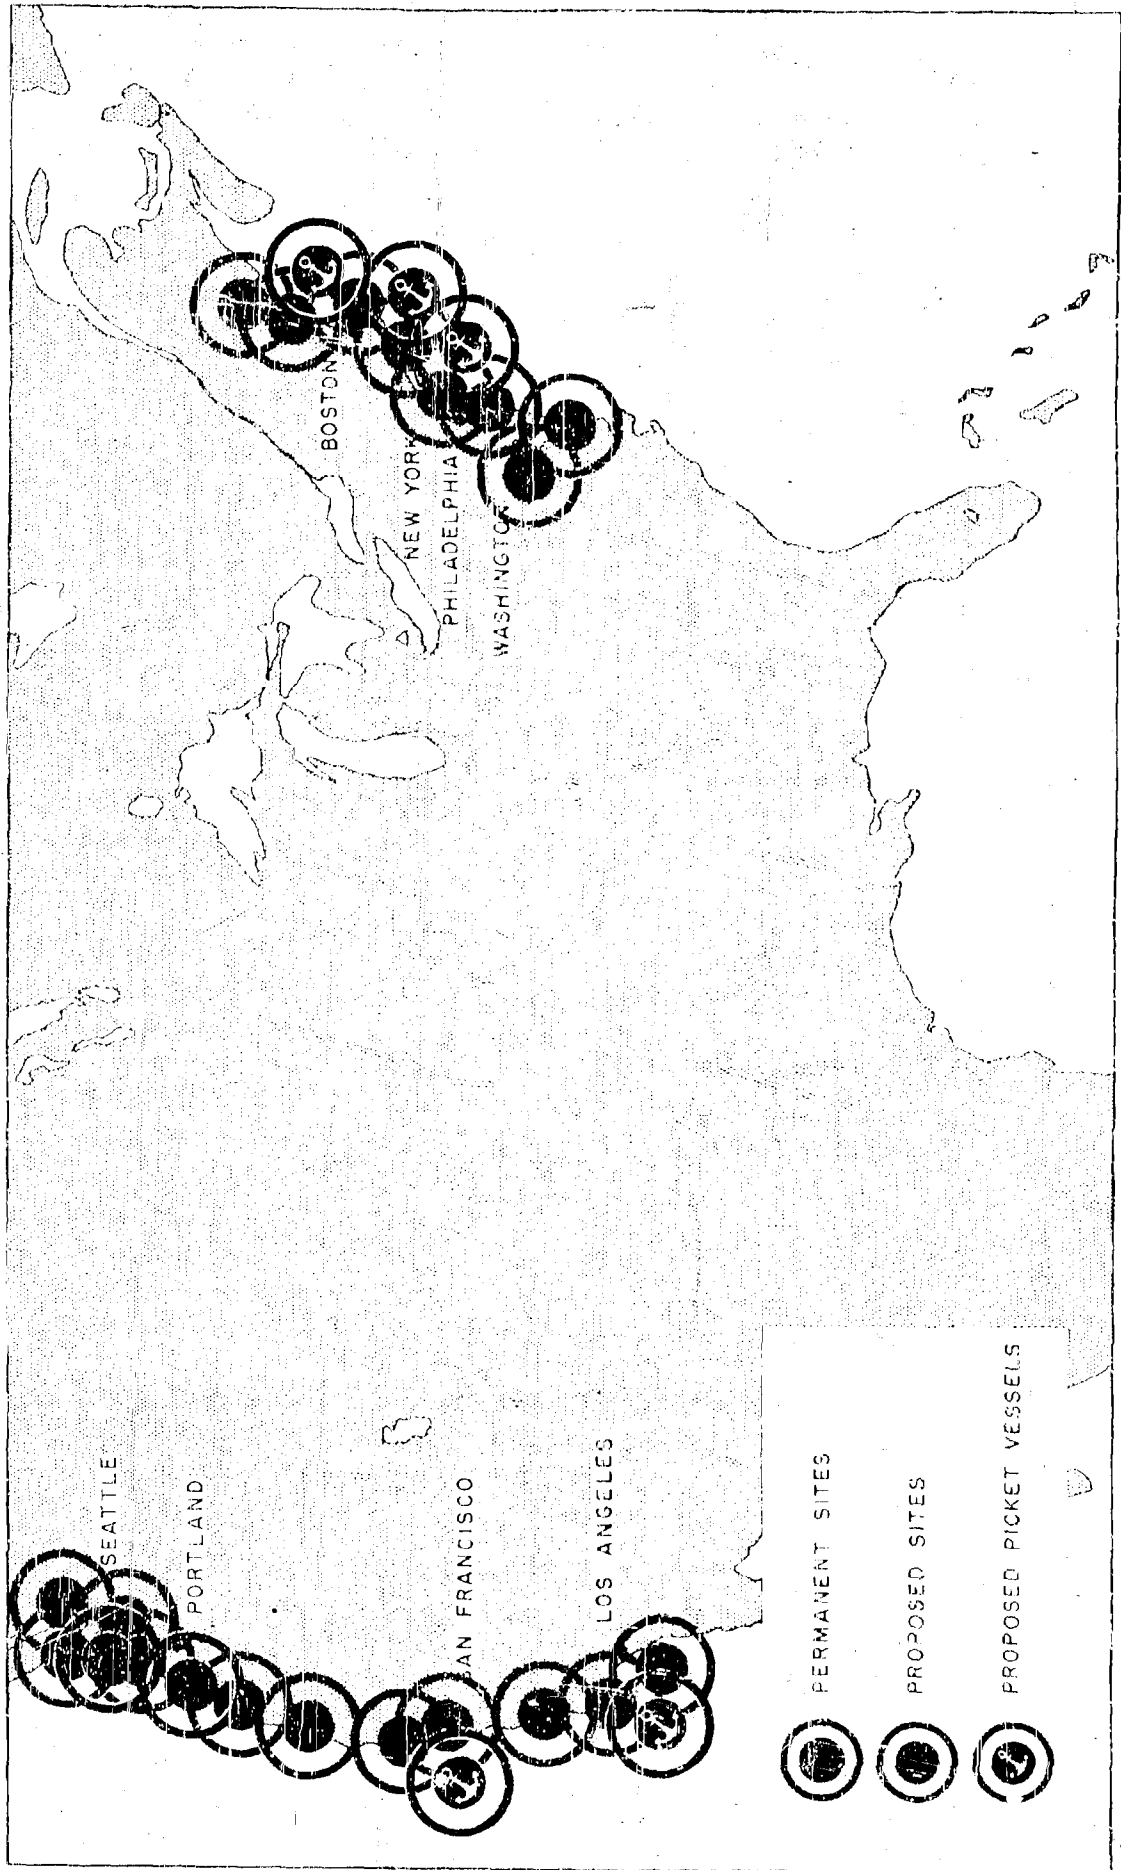 SEATTLE
PORTLAND
SAN FRANCISCO
LOS ANGELES
BOSTON
NEW YORK
PHILADELPHIA
WASHINGTON
PERMANENT SITES
PROPOSED SITES
PROPOSED PICKET VESSELS